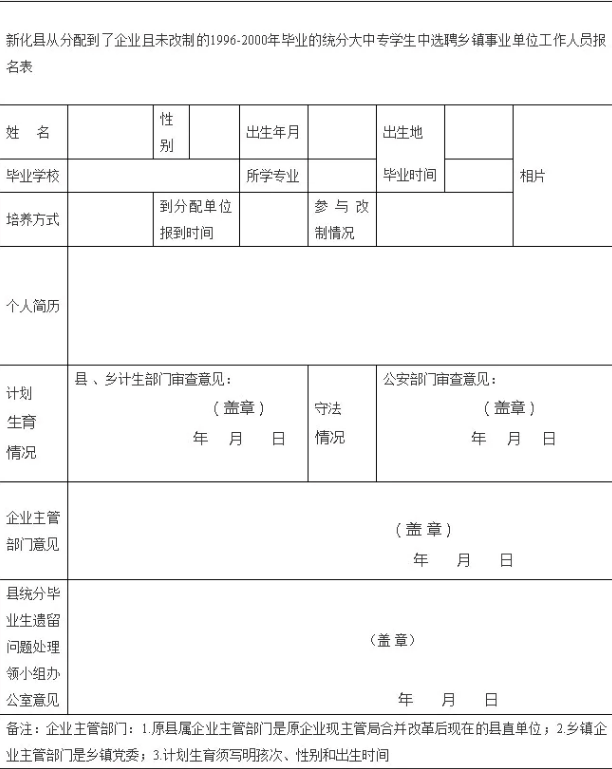 新化县从分配到了企业且未改制的1996-2000年毕业的统分大中专学生中选聘乡镇事业单位工作人员报
名表
姓 名
性
别
出生年月
出生地
相片
毕业学校
所学专业
毕业时间
培养方式
到分配单位
报到时间
参 与 改
制情况
个人简历
计划
生育
情况
县 、乡计生部门审查意见：
（盖章）
年 月 日
守法
情况
公安部门审查意见：
（盖章）
年 月 日
企业主管
部门意见
（盖 章）
年 月 日
县统分毕
业生遗留
问题处理
领小组办
公室意见
（盖 章）
年 月 日
备注：企业主管部门：1.原县属企业主管部门是原企业现主管局合并改革后现在的县直单位；2.乡镇企
业主管部门是乡镇党委；3.计划生育须写明孩次、性别和出生时间